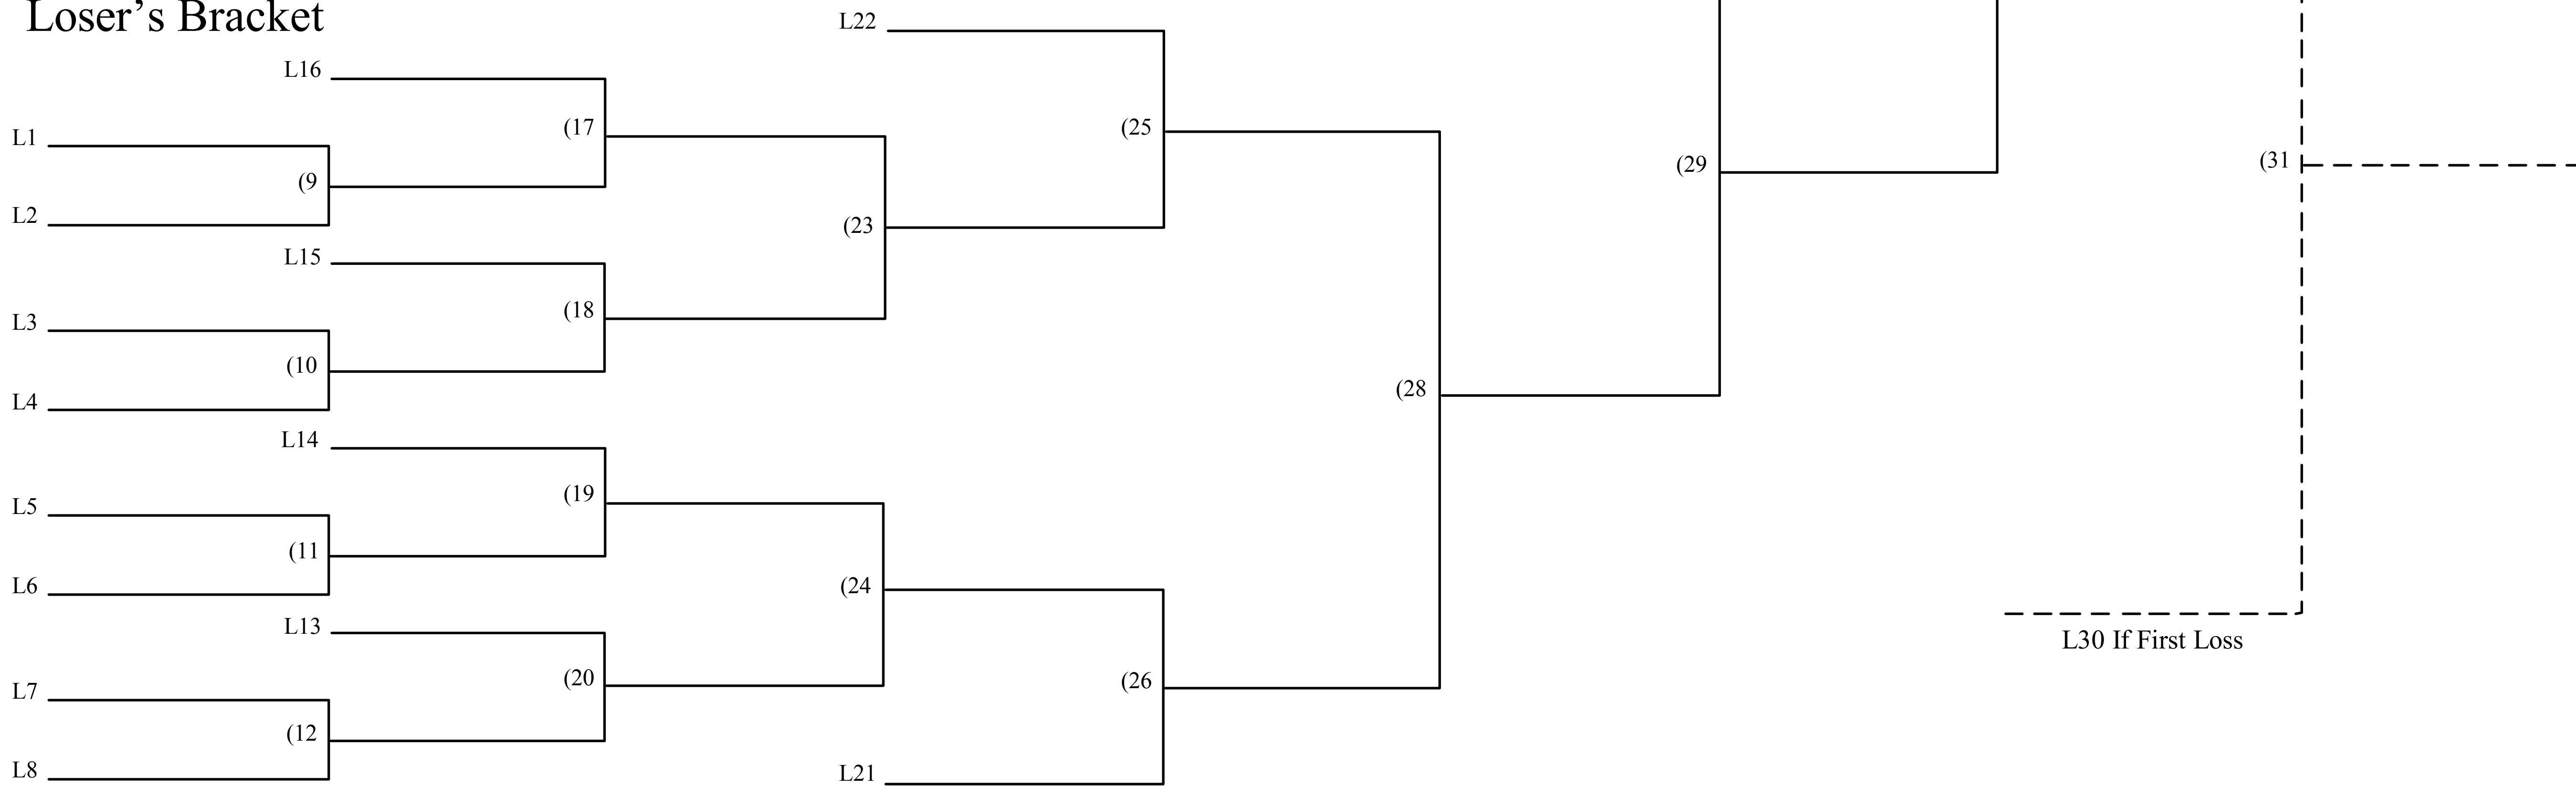 Loser's Bracket
L22
L16
(17
(25
L1
(9
L2
(29
(31
(23
L15
L3
(18
(10
L4
(28
L14
(19
L5
(11
L6
(24
L13
L30 If First Loss
(20
(26
L7
(12
L8
L21